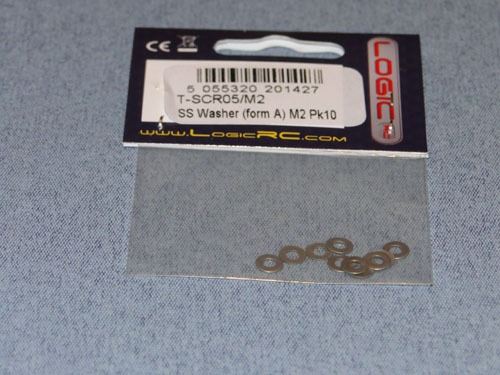 CE
LOGIC
5 055320 201427
T-SCR05/M2
SS Washer (form A) M2 Pk10
www.LogicRC.com